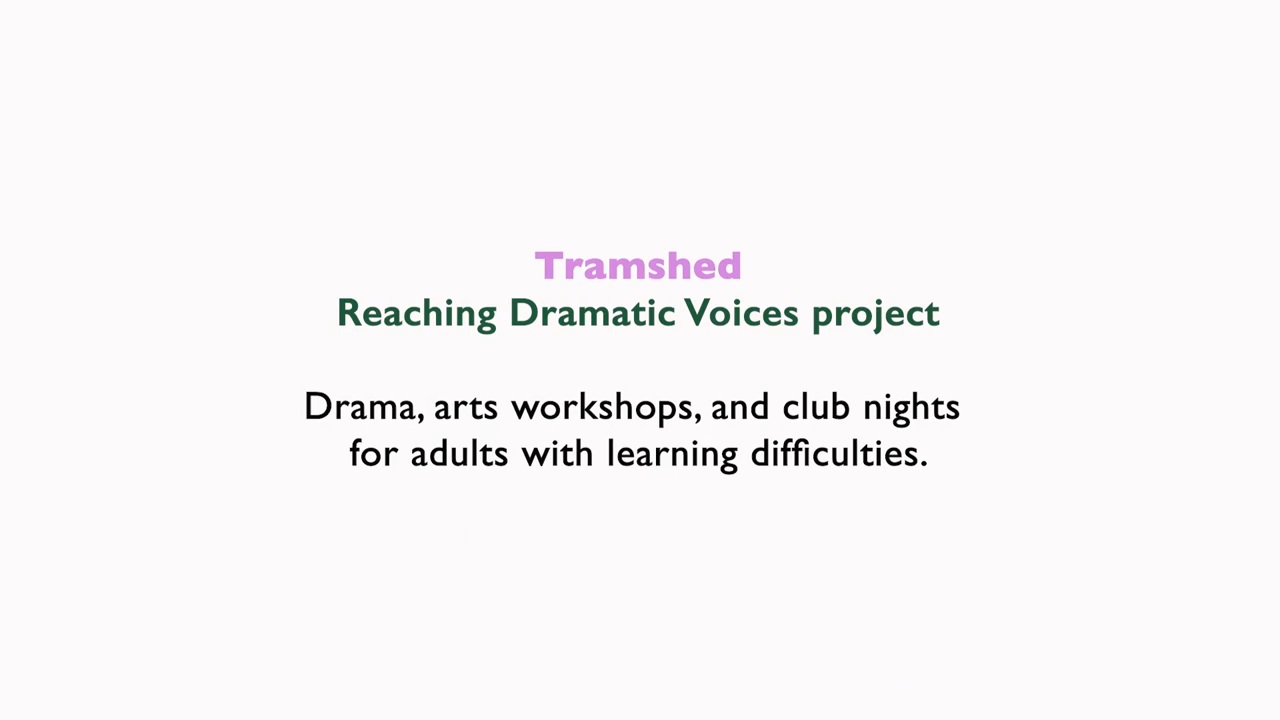 Tramshed
Reaching Dramatic Voices project
Drama, arts workshops, and club nights
for adults with learning difficulties.